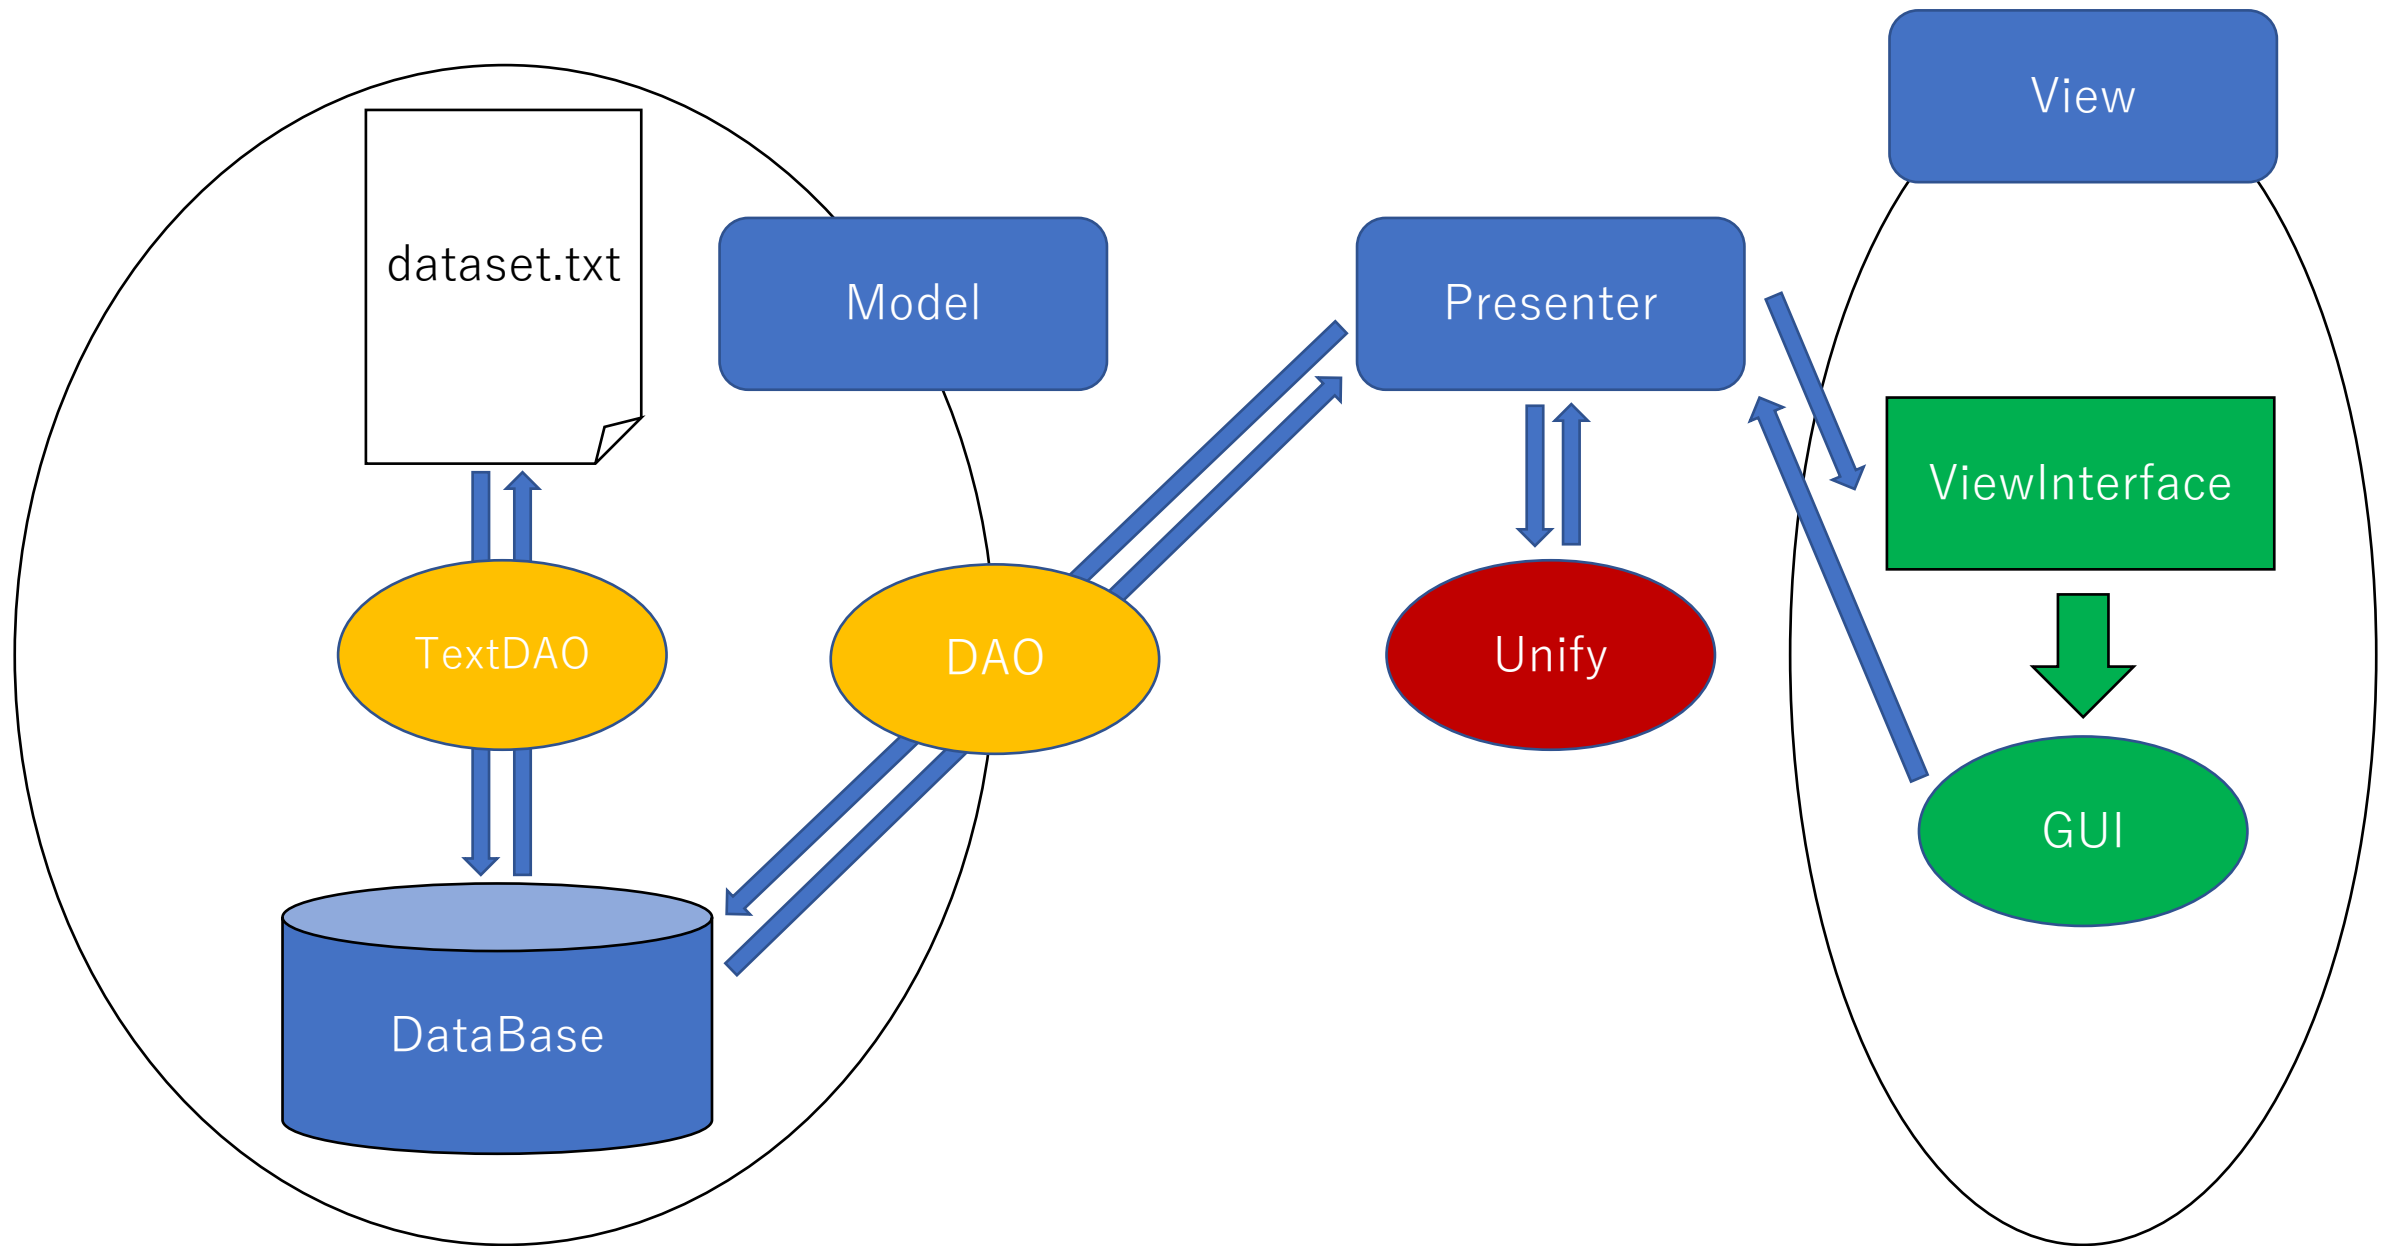 View
dataset.txt
Model
Presenter
ViewInterface
TextDAO
DAO
Unify
GUI
DataBase